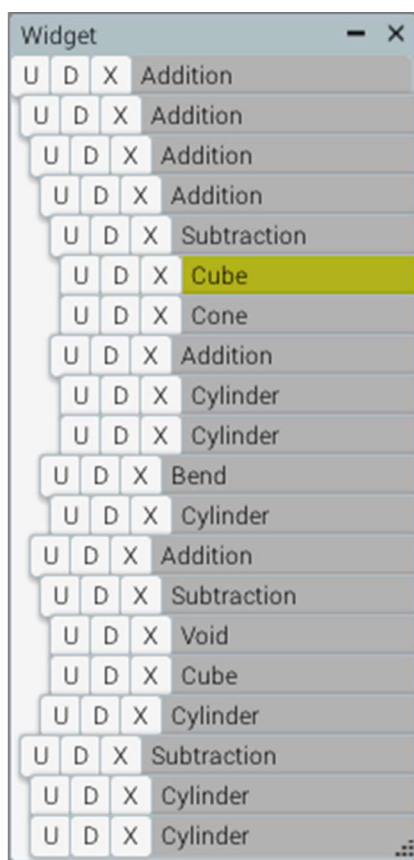 Widget
U D X Addition
U D X Addition
U D X Addition
U D X Addition
U D X Subtraction
U D X Cube
U D X Cone
U D X Addition
U D X Cylinder
U D X Cylinder
U D X Bend
U D X Cylinder
U D X Addition
U D X Subtraction
U D X Void
U D X Cube
U D X Cylinder
U D X Subtraction
U D X Cylinder
U D X Cylinder